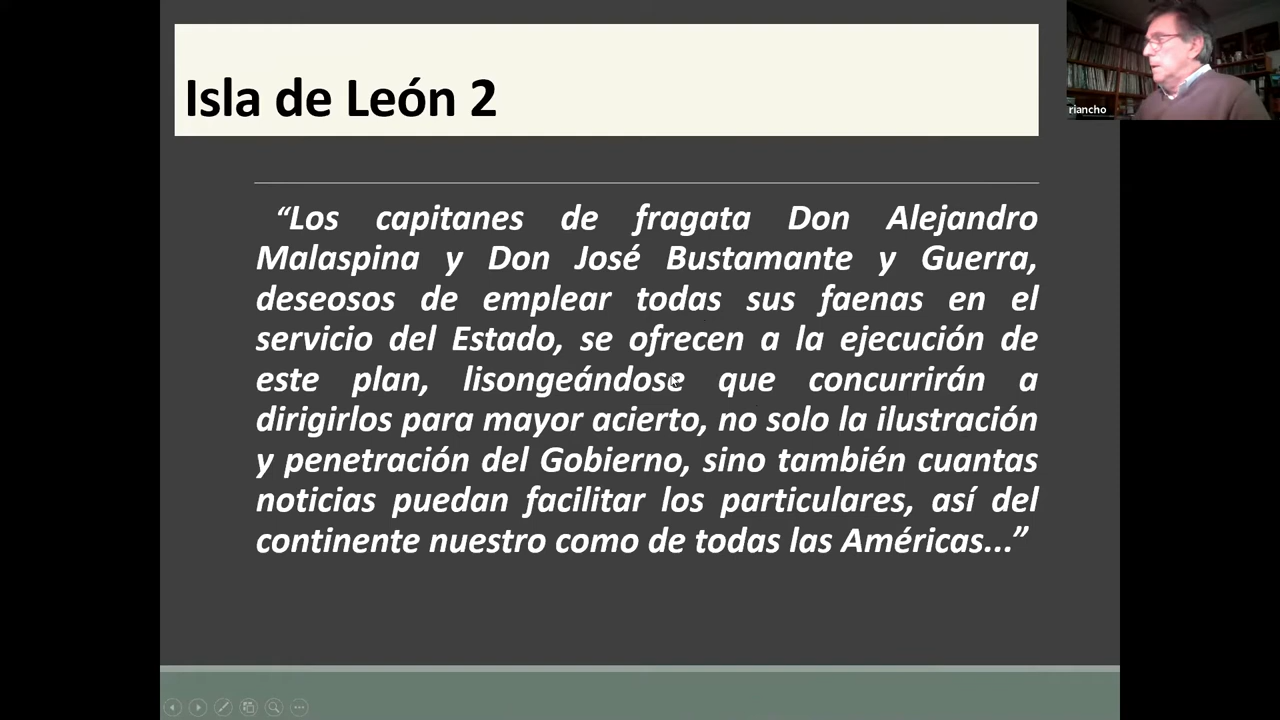 Isla de León 2
riancho
“Los capitanes de fragata Don Alejandro
Malaspina y Don José Bustamante y Guerra,
deseosos de emplear todas sus faenas en el
servicio del Estado, se ofrecen a la ejecución de
este plan, lisongeándose que concurrirán a
dirigirlos para mayor acierto, no solo la ilustración
y penetración del Gobierno, sino también cuantas
noticias puedan facilitar los particulares, así del
continente nuestro como de todas las Américas...”